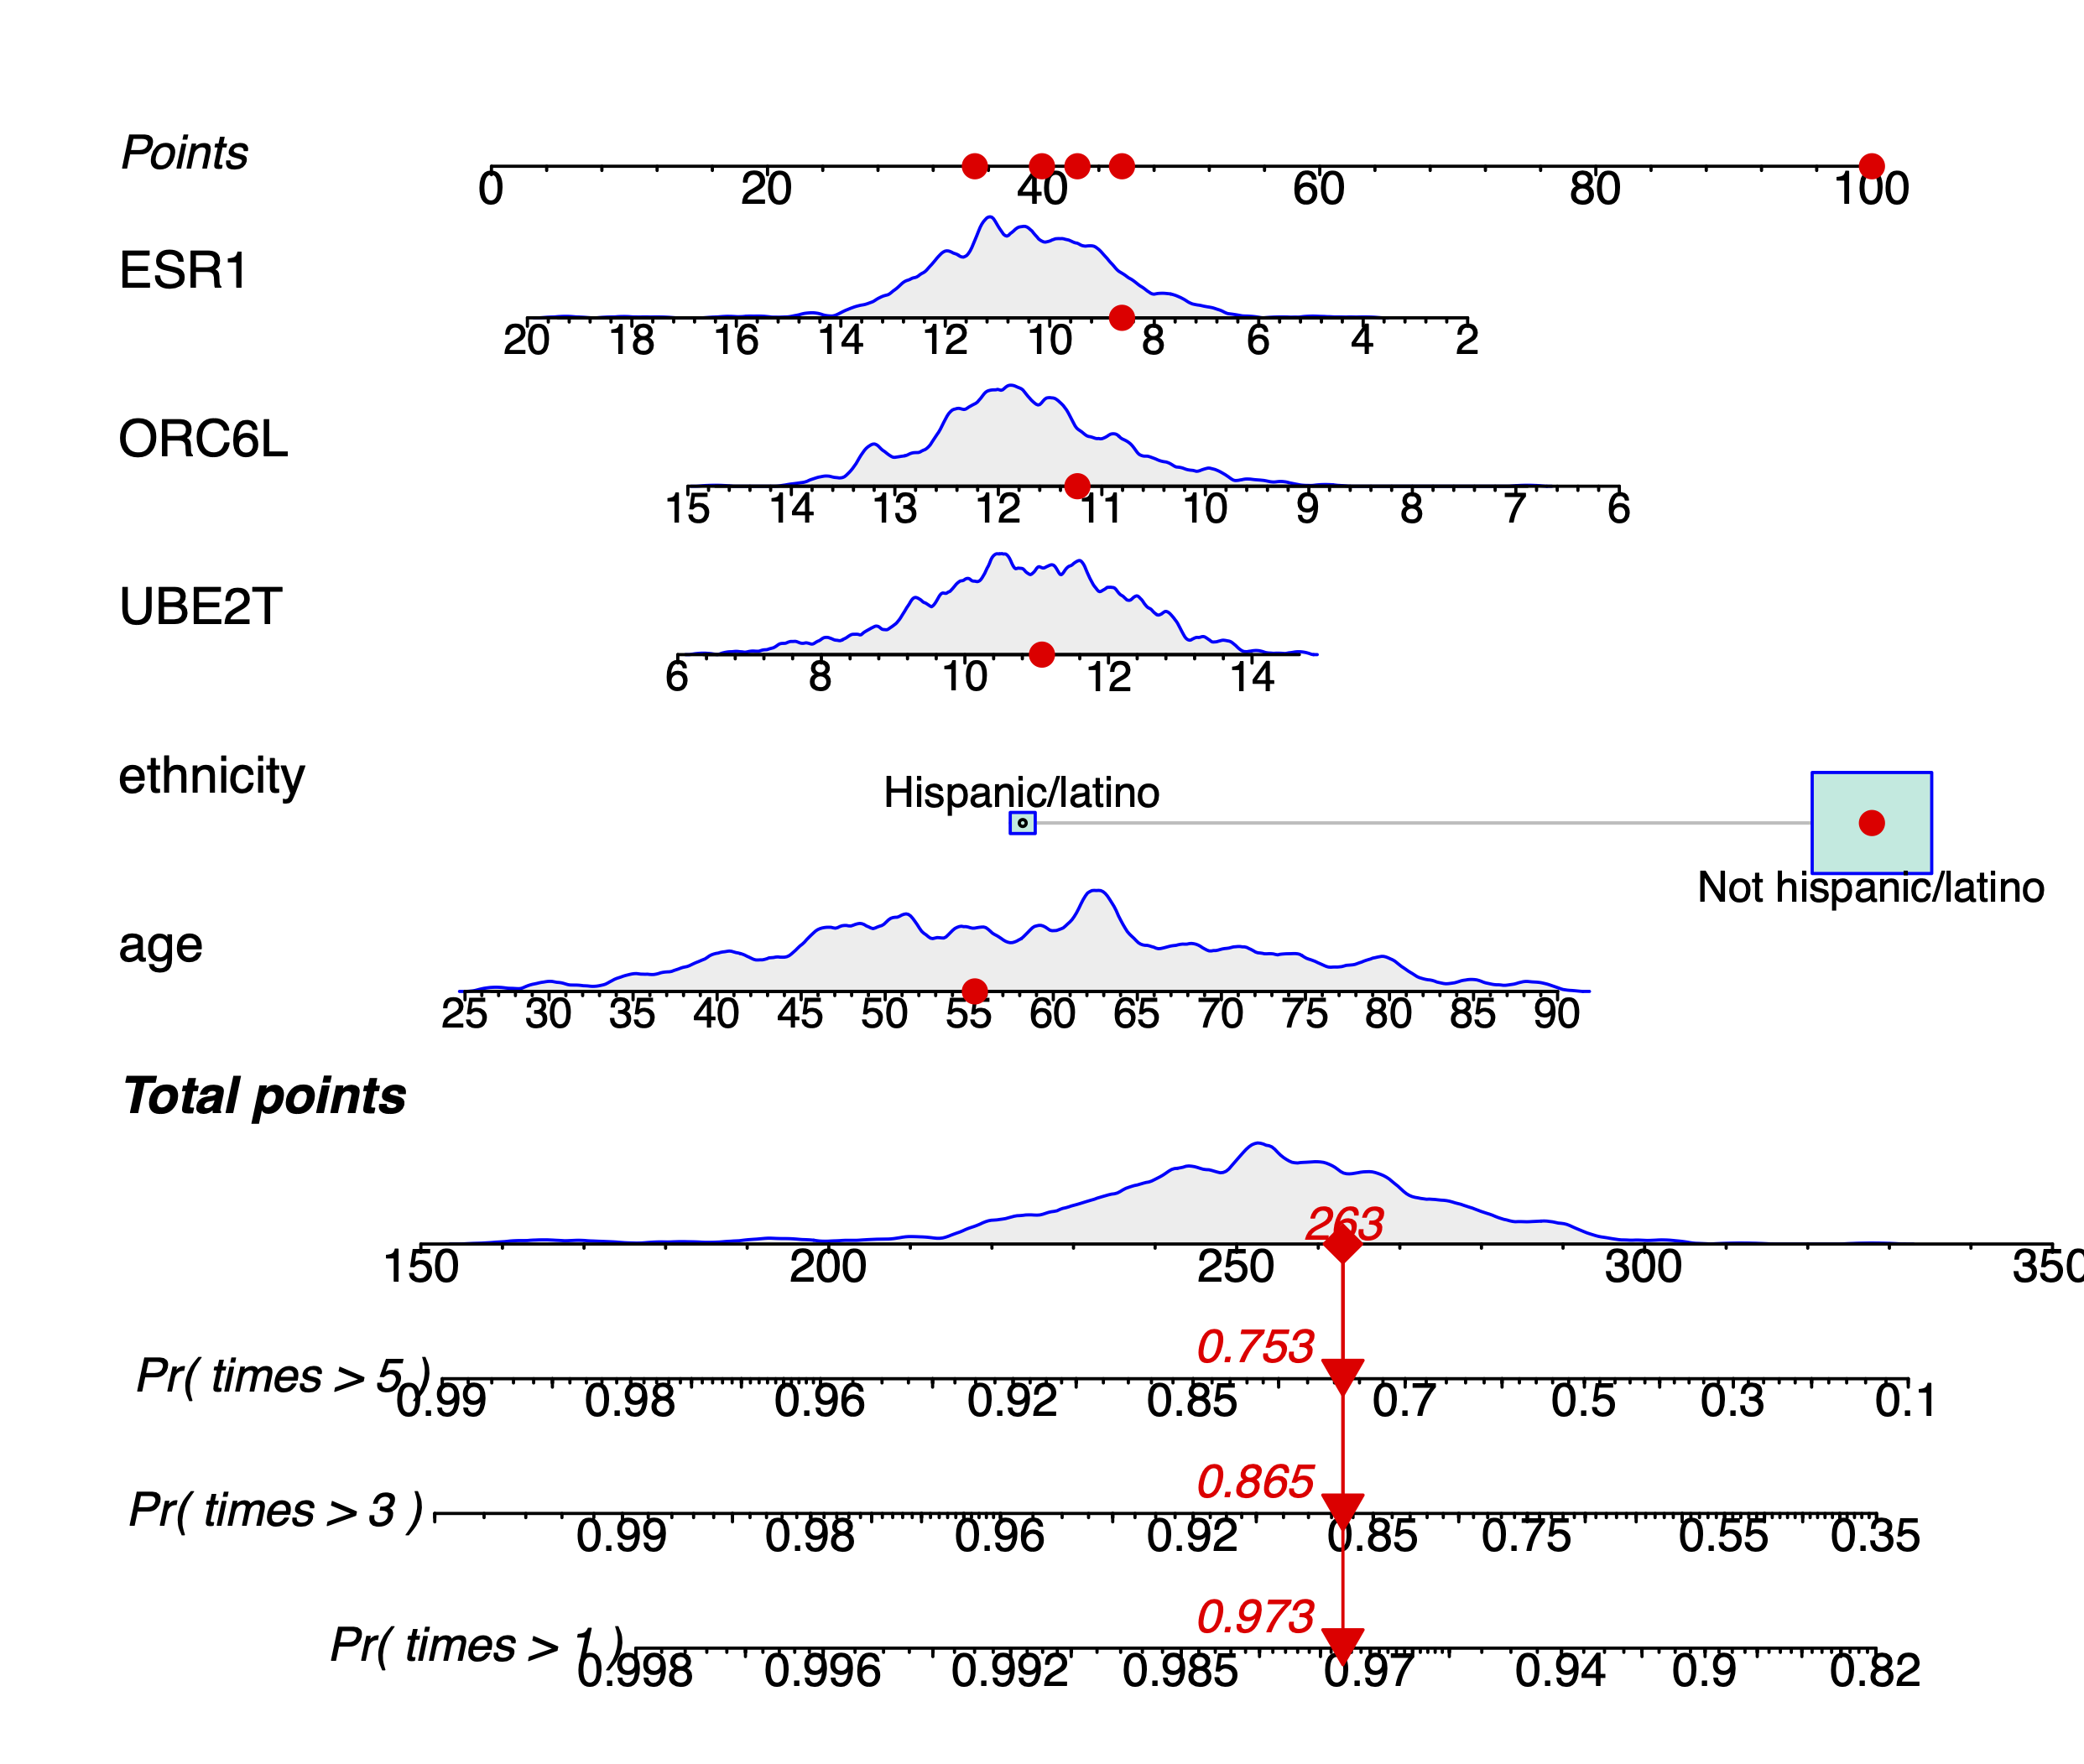 Points
0 20 40 60 80 100
ESR1
20 18 16 14 12 10 8 6 4 2
ORC6L
15 14 13 12 11 10 9 8 7 6
UBE2T
6 8 10 12 14
ethnicity
Hispanic/latino
Not hispanic/latino
age
25 30 35 40 45 50 55 60 65 70 75 80 85 90
Total points
263
150 200 250 300 350
0.753
Pr( times > 5 )
0.99 0.98 0.96 0.92 0.85 0.7 0.5 0.3 0.1
0.865
Pr( times > 3 )
0.99 0.98 0.96 0.92 0.85 0.75 0.55 0.35
0.973
Pr( times > 1 )
0.998 0.996 0.992 0.985 0.97 0.94 0.9 0.82